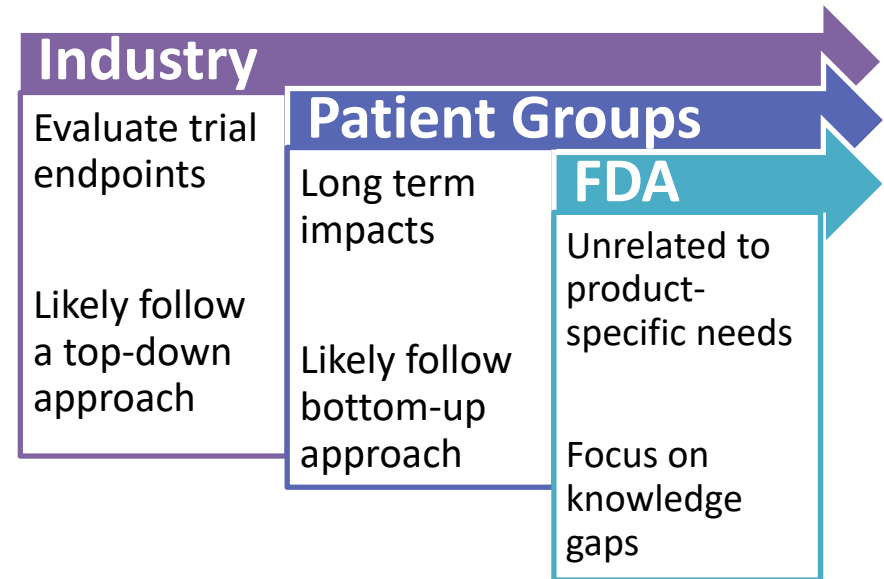 Industry
Evaluate trial
endpoints
Likely follow
a top-down
approach
Patient Groups
Long term
impacts
Likely follow
bottom-up
approach
FDA
Unrelated to
product-
specific needs
Focus on
knowledge
gaps